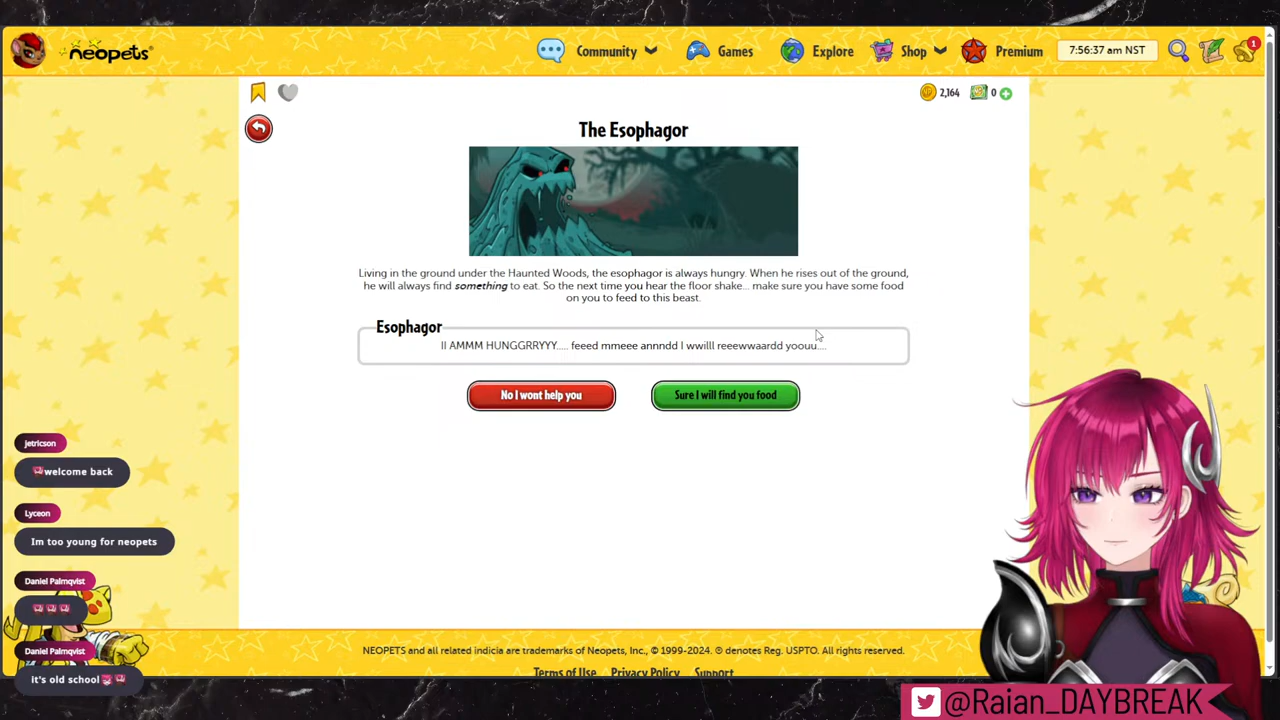 neopets
Community
Games
Explore
Shop
Premium
7:56:37 am NST
1
2,164
0
The Esophagor
Living in the ground under the Haunted Woods, the esophagor is always hungry. When he rises out of the ground,
he will always find something to eat. So the next time you hear the floor shake... make sure you have some food
on you to feed to this beast.
Esophagor
II AMMM HUNGGRRYYY..... feeed mmeee annndd I wwilll reeewwaardd yoouu....
No I wont help you
Sure I will find you food
Jetricson
welcome back
Lyceon
Im too young for neopets
Daniel Palmqvist
Daniel Palmqvist
it's old school
NEOPETS and all related indicia are trademarks of Neopets, Inc., © 1999-2024. ® denotes Reg. USPTO. All rights reserved.
Terms of Use
Privacy Policy
Support
@Raian_DAYBREAK